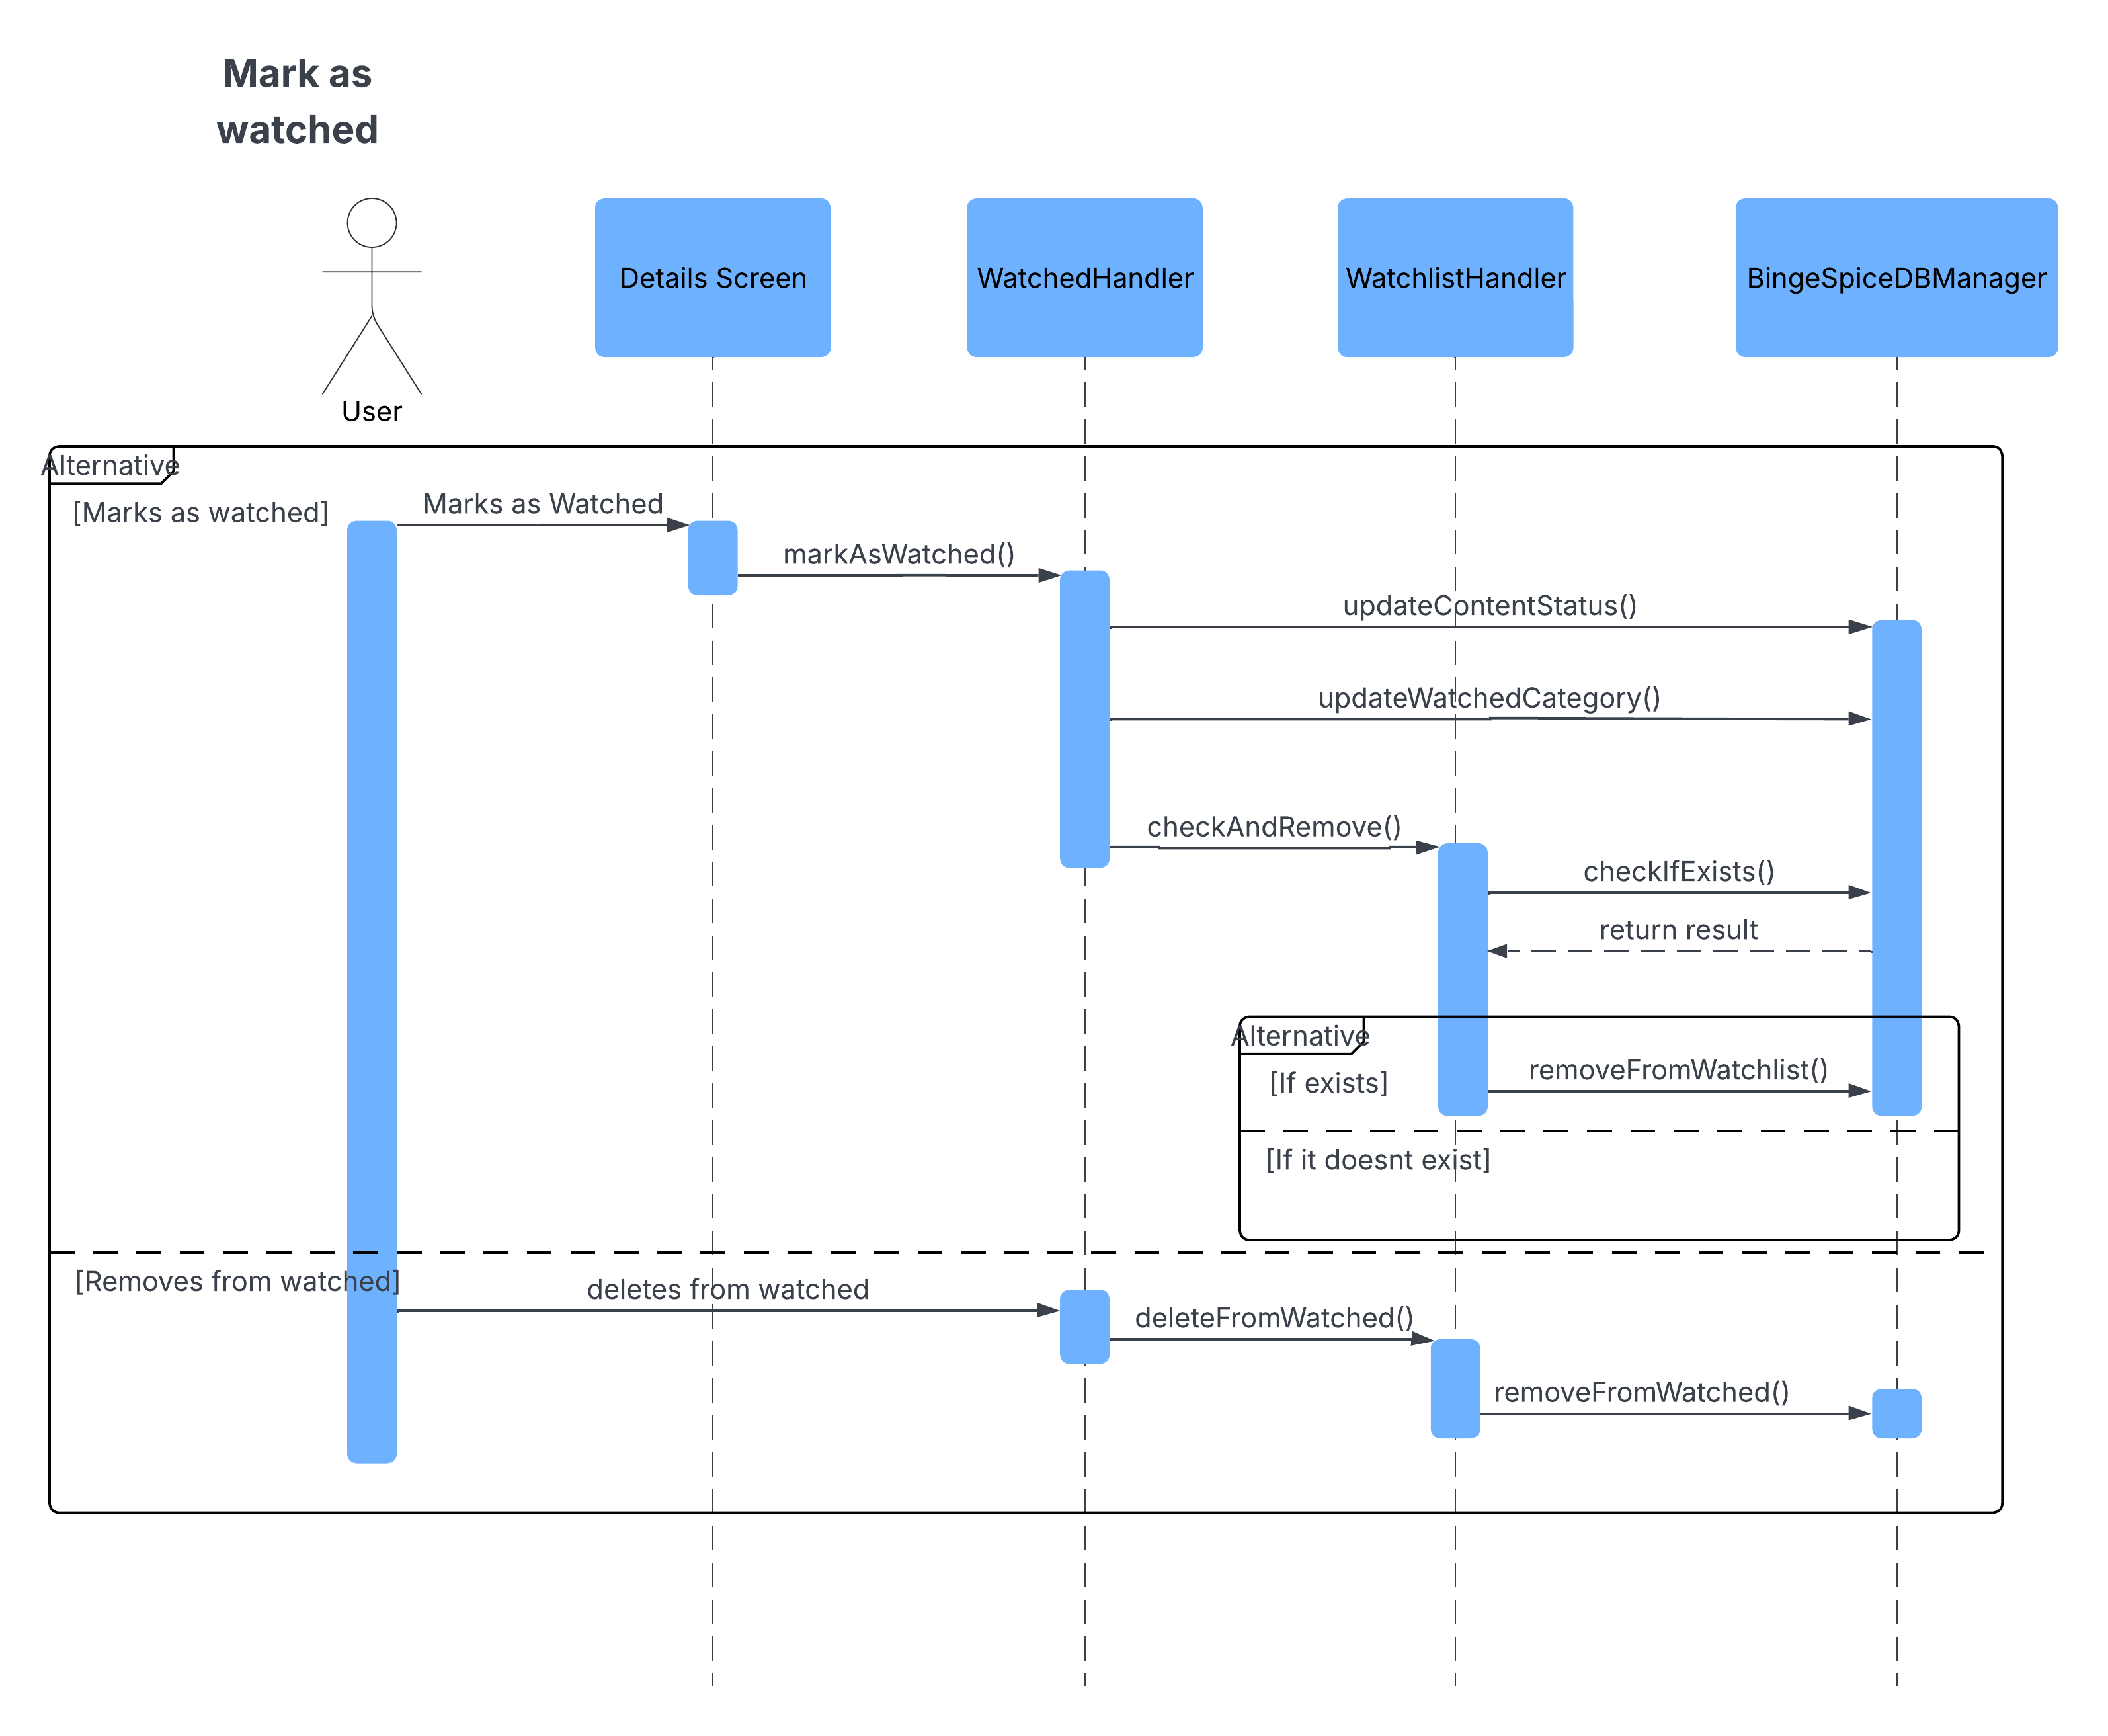 Mark as
watched
Details Screen
WatchedHandler
WatchlistHandler
BingeSpiceDBManager
User
Alternative
[Marks as watched]
Marks as Watched
markAsWatched()
updateContentStatus()
updateWatchedCategory()
checkAndRemove()
checkIfExists()
return result
Alternative
[If exists]
removeFromWatchlist()
[If it doesnt exist]
[Removes from watched]
deletes from watched
deleteFromWatched()
removeFromWatched()